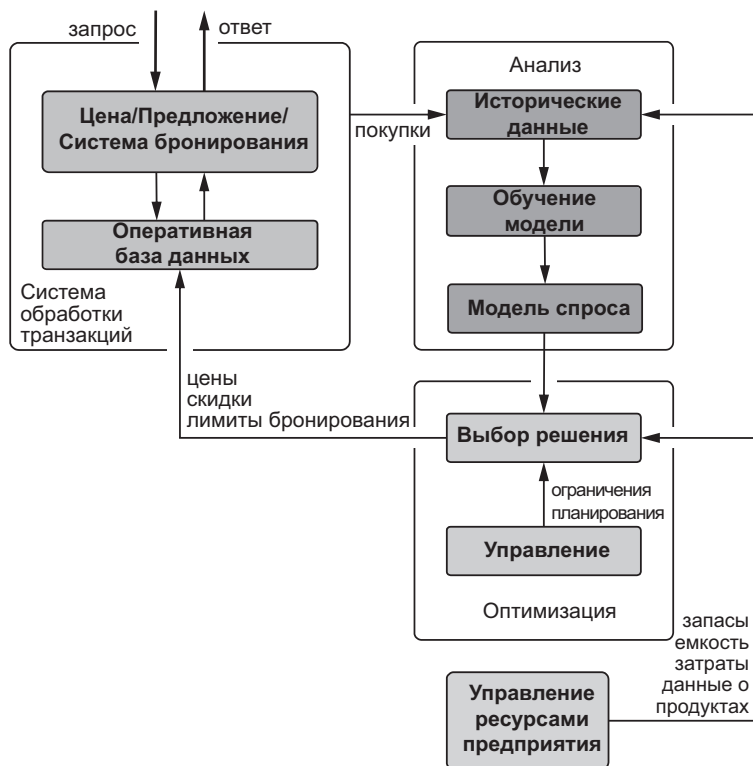 запрос
ответ
Цена/Предложение/
Система бронирования
Оперативная
база данных
Система
обработки
транзакций
покупки
Анализ
Исторические
данные
Обучение
модели
Модель спроса
цены
скидки
лимиты бронирования
Выбор решения
ограничения
планирования
Управление
Оптимизация
запасы
емкость
затраты
данные о
продуктах
Управление
ресурсами
предприятия